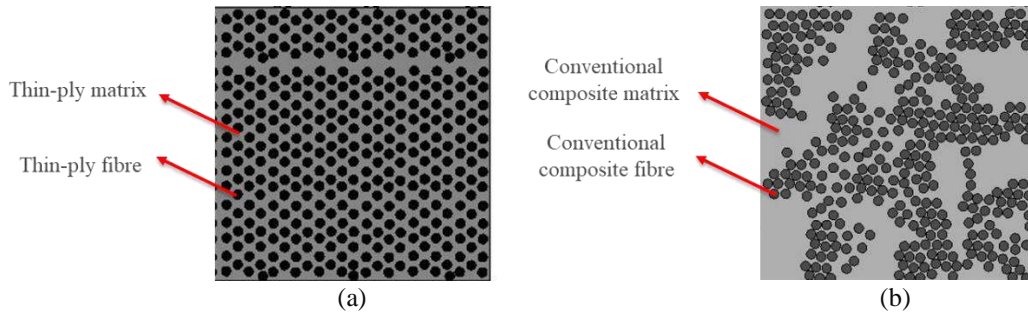 Thin-ply matrix
Thin-ply fibre
Conventional
composite matrix
Conventional
composite fibre
(a)
(b)